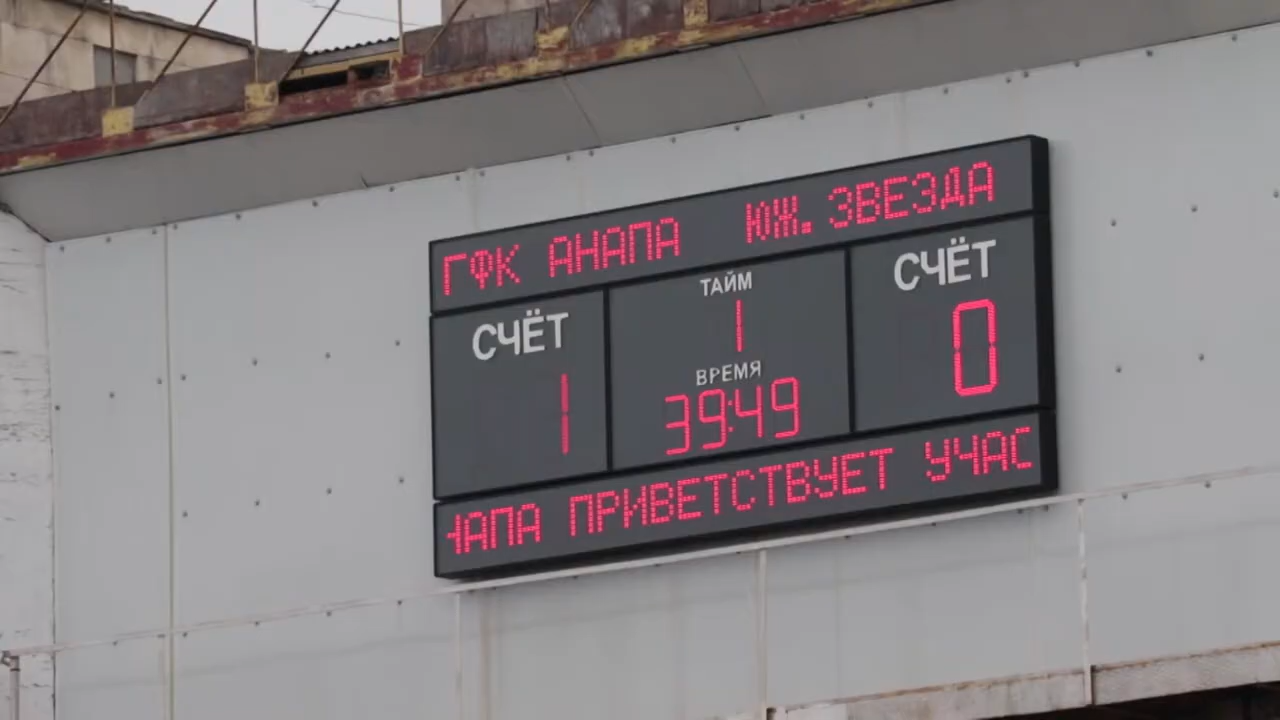 ГФК АНАПА ЮЖ. ЗВЕЗДА
СЧЁТ ТАЙМ СЧЁТ
1 1 0
ВРЕМЯ
39:49
НАПА ПРИВЕТСТВУЕТ УЧАС